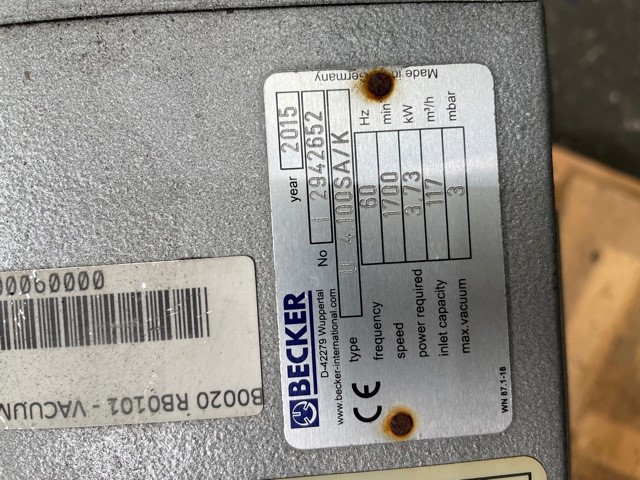 BECKER
D-42279 Wuppertal
www.becker-international.com
year 2015
No 2942652
type U 4 100SA/K
frequency 60 Hz
speed 1700 min
power required 3,73 kW
inlet capacity 117 m³/h
max.vacuum 3 mbar
CE
WN 87.1-18
Made in Germany
B0020 RB0101 - VACUUM